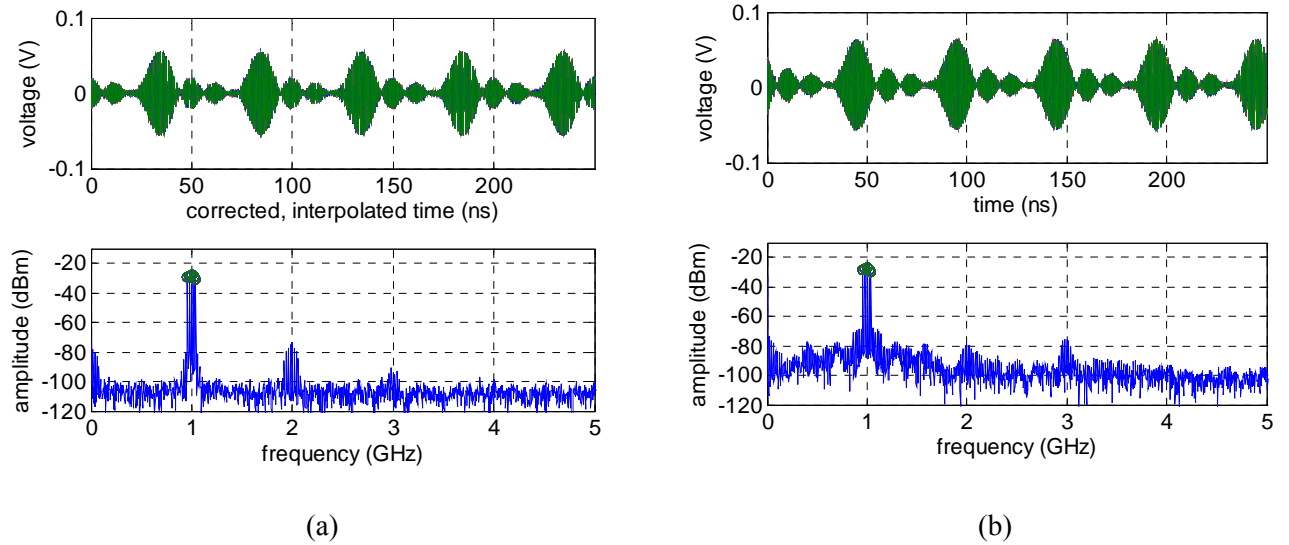 0.1
0
-0.1
voltage (V)
0 50 100 150 200
corrected, interpolated time (ns)
-20
-40
-60
-80
-100
-120
amplitude (dBm)
0 1 2 3 4 5
frequency (GHz)
(a)
0.1
0
-0.1
voltage (V)
0 50 100 150 200
time (ns)
-20
-40
-60
-80
-100
-120
amplitude (dBm)
0 1 2 3 4 5
frequency (GHz)
(b)